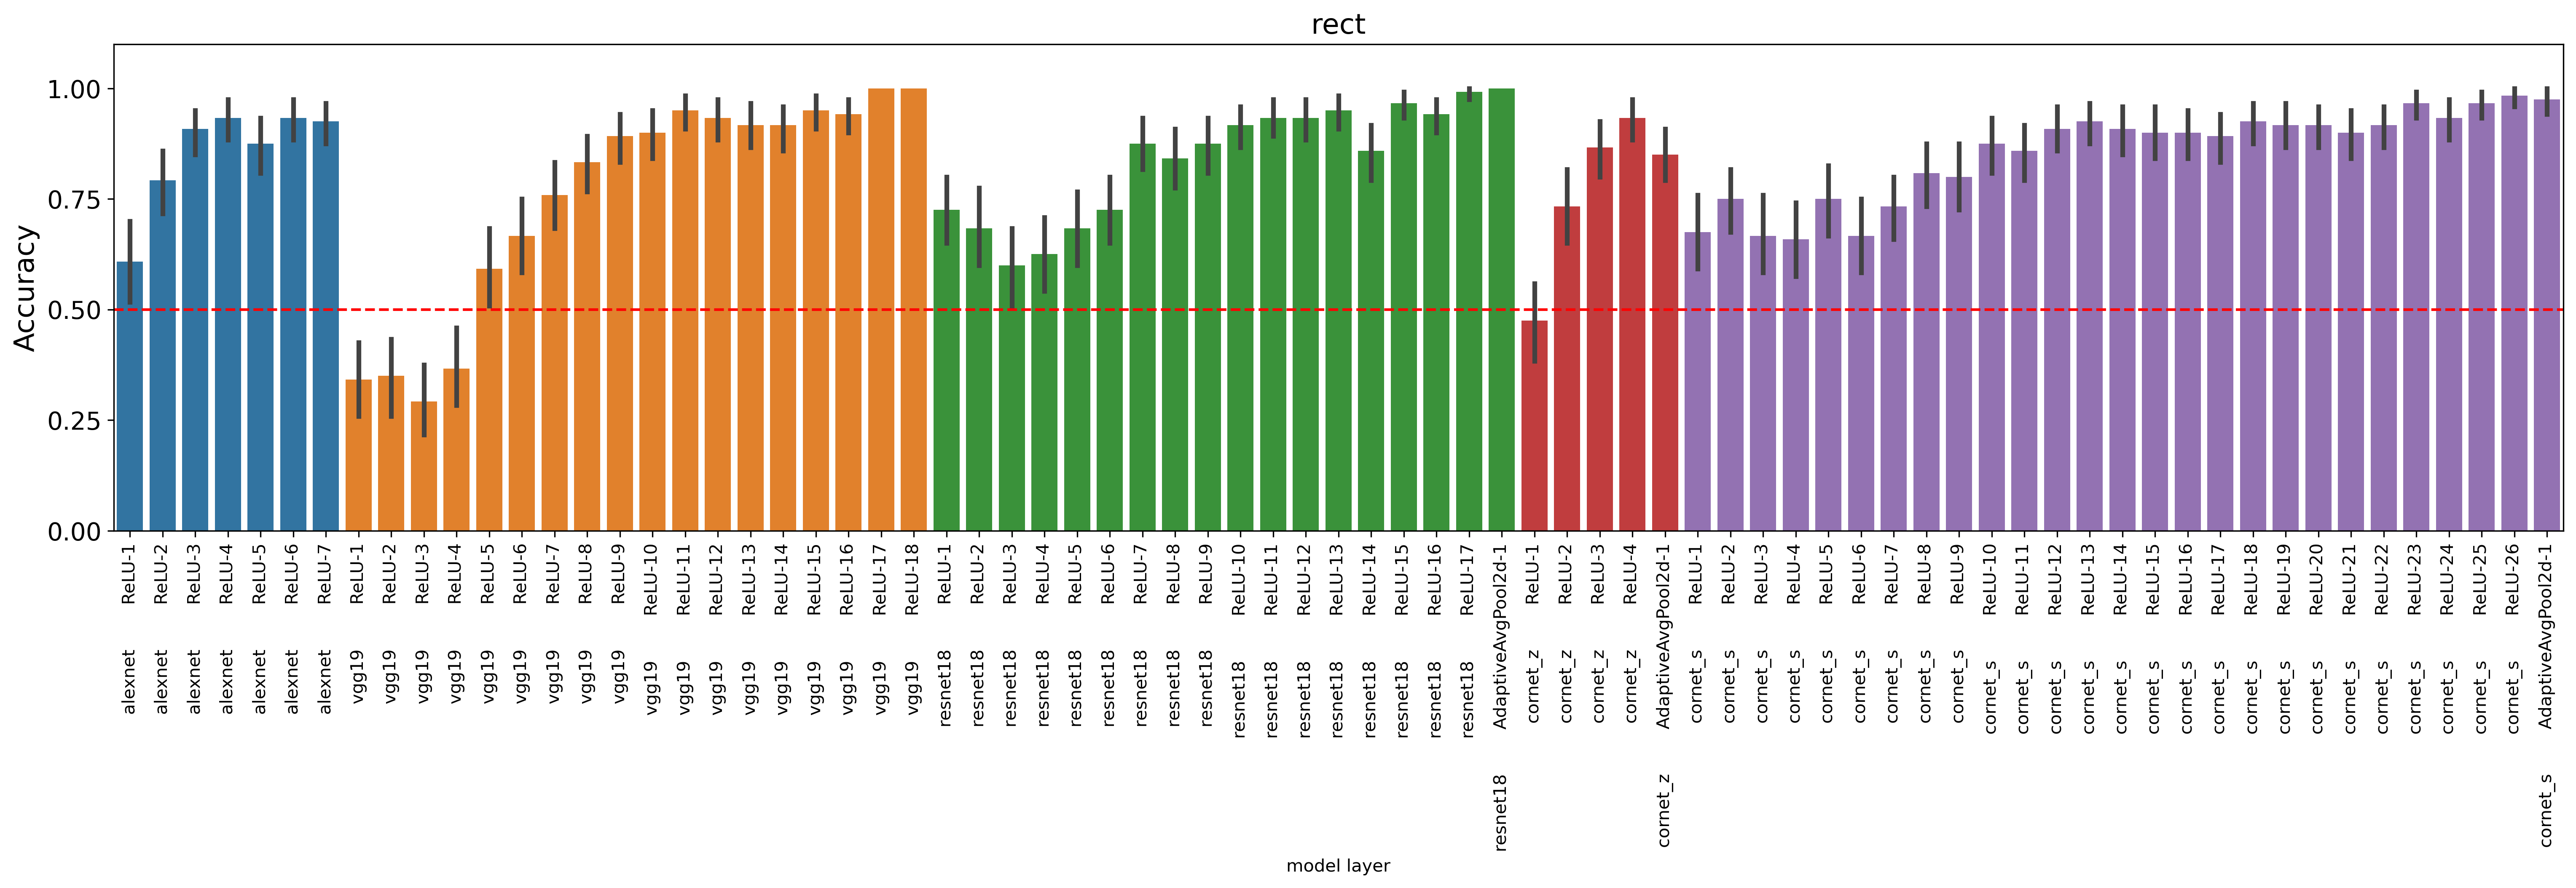 rect
Accuracy
1.00
0.75
0.50
0.25
0.00
ReLU-1 alexnet
ReLU-2 alexnet
ReLU-3 alexnet
ReLU-4 alexnet
ReLU-5 alexnet
ReLU-6 alexnet
ReLU-7 alexnet
ReLU-1 vgg19
ReLU-2 vgg19
ReLU-3 vgg19
ReLU-4 vgg19
ReLU-5 vgg19
ReLU-6 vgg19
ReLU-7 vgg19
ReLU-8 vgg19
ReLU-9 vgg19
ReLU-10 vgg19
ReLU-11 vgg19
ReLU-12 vgg19
ReLU-13 vgg19
ReLU-14 vgg19
ReLU-15 vgg19
ReLU-16 vgg19
ReLU-17 vgg19
ReLU-18 vgg19
ReLU-1 resnet18
ReLU-2 resnet18
ReLU-3 resnet18
ReLU-4 resnet18
ReLU-5 resnet18
ReLU-6 resnet18
ReLU-7 resnet18
ReLU-8 resnet18
ReLU-9 resnet18
ReLU-10 resnet18
ReLU-11 resnet18
ReLU-12 resnet18
ReLU-13 resnet18
ReLU-14 resnet18
ReLU-15 resnet18
ReLU-16 resnet18
ReLU-17 resnet18
AdaptiveAvgPool2d-1 resnet18
ReLU-1 cornet_z
ReLU-2 cornet_z
ReLU-3 cornet_z
ReLU-4 cornet_z
AdaptiveAvgPool2d-1 cornet_z
ReLU-1 cornet_s
ReLU-2 cornet_s
ReLU-3 cornet_s
ReLU-4 cornet_s
ReLU-5 cornet_s
ReLU-6 cornet_s
ReLU-7 cornet_s
ReLU-8 cornet_s
ReLU-9 cornet_s
ReLU-10 cornet_s
ReLU-11 cornet_s
ReLU-12 cornet_s
ReLU-13 cornet_s
ReLU-14 cornet_s
ReLU-15 cornet_s
ReLU-16 cornet_s
ReLU-17 cornet_s
ReLU-18 cornet_s
ReLU-19 cornet_s
ReLU-20 cornet_s
ReLU-21 cornet_s
ReLU-22 cornet_s
ReLU-23 cornet_s
ReLU-24 cornet_s
ReLU-25 cornet_s
ReLU-26 cornet_s
AdaptiveAvgPool2d-1 cornet_s
model layer